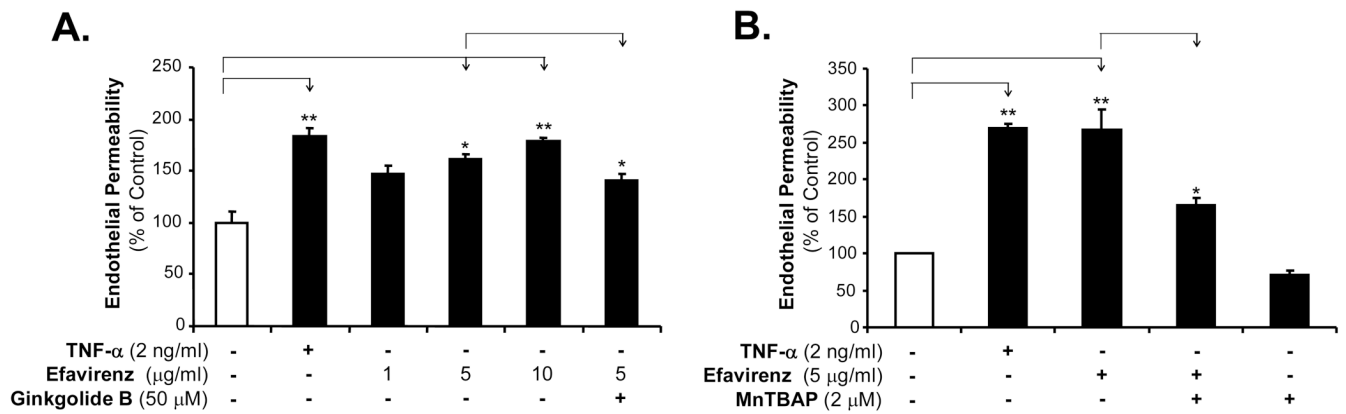 A.
Endothelial Permeability
(% of Control)
250
200
150
100
50
0
**
*
**
*
TNF-α (2 ng/ml) - + - - - -
Efavirenz (μg/ml) - - 1 5 10 5
Ginkgolide B (50 μM) - - - - - +
B.
Endothelial Permeability
(% of Control)
350
300
250
200
150
100
50
0
**
**
*
TNF-α (2 ng/ml) - + - - -
Efavirenz (5 μg/ml) - - + + -
MnTBAP (2 μM) - - - + +